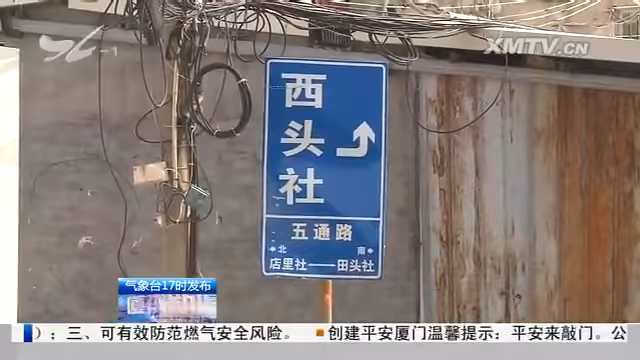 XMTV.CN
西
头
社
五通路
北 南
店里社——田头社
气象台17时发布
）；三、可有效防范燃气安全风险。 ■创建平安厦门温馨提示：平安来敲门。公